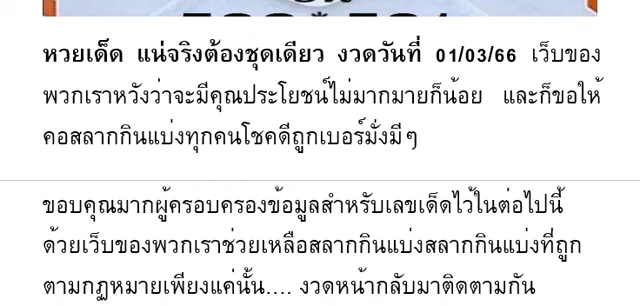 หวยเด็ด แน่จริงต้องชุดเดียว งวดวันที่ 01/03/66 เว็บของ
พวกเราหวังว่าจะมีคุณประโยชน์ไม่มากมายก็น้อย และก็ขอให้
คอสลากกินแบ่งทุกคนโชคดีถูกเบอร์มั่งมีๆ
ขอบคุณมากผู้ครอบครองข้อมูลสำหรับเลขเด็ดไว้ในต่อไปนี้
ด้วยเว็บของพวกเราช่วยเหลือสลากกินแบ่งสลากกินแบ่งที่ถูก
ตามกฎหมายเพียงแค่นั้น.... งวดหน้ากลับมาติดตามกัน